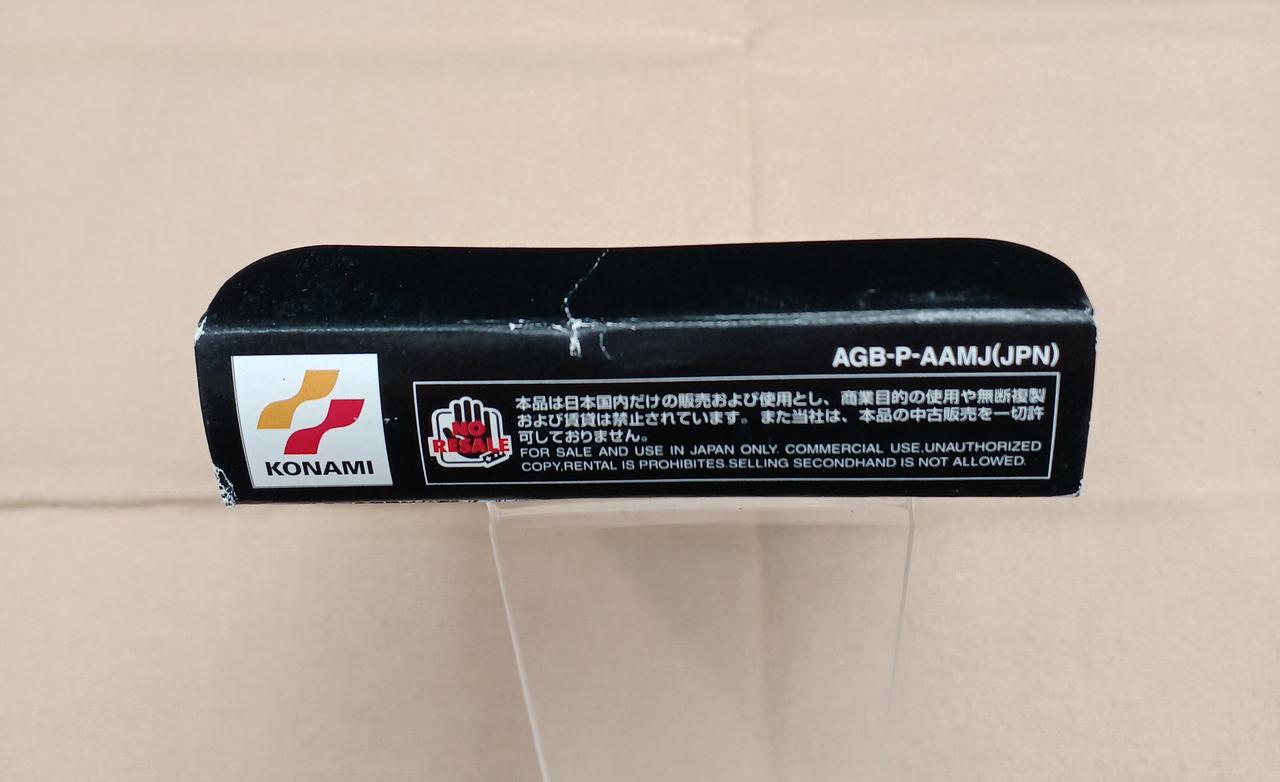 AGB-P-AAMJ(JPN)
KONAMI
NO
RESALE
本品は日本国内だけの販売および使用とし、商業目的の使用や無断複製
および賃貸は禁止されています。また当社は、本品の中古販売を一切許
可しておりません。
FOR SALE AND USE IN JAPAN ONLY. COMMERCIAL USE,UNAUTHORIZED
COPY,RENTAL IS PROHIBITES.SELLING SECONDHAND IS NOT ALLOWED.